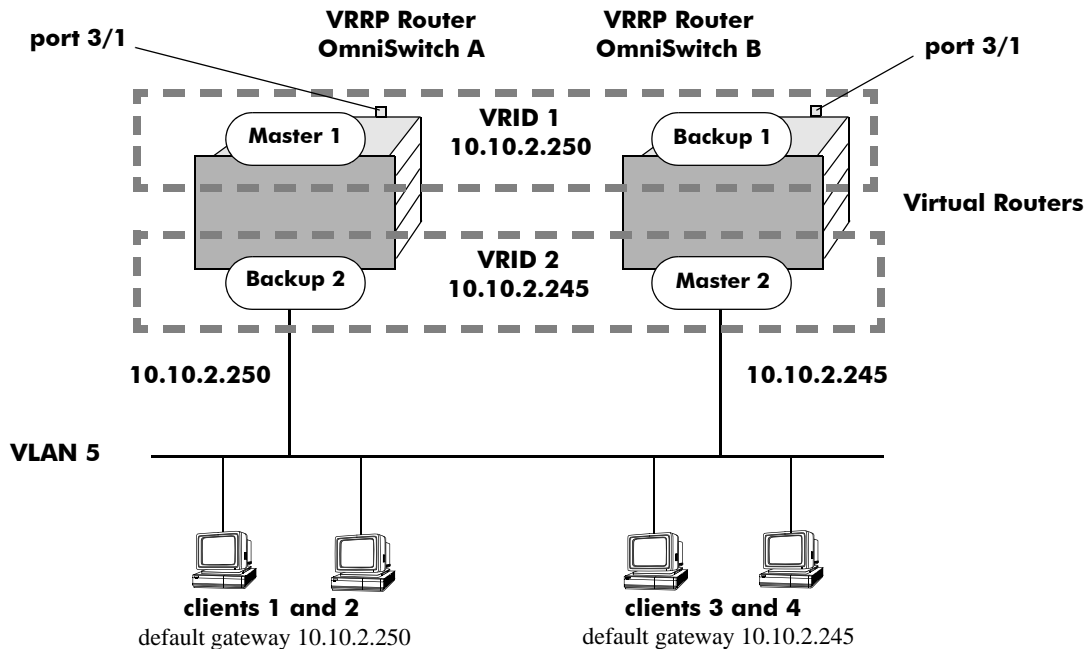 VRRP Router
OmniSwitch A
VRRP Router
OmniSwitch B
port 3/1
port 3/1
Master 1
VRID 1
10.10.2.250
Backup 1
Virtual Routers
Backup 2
VRID 2
10.10.2.245
Master 2
10.10.2.250
10.10.2.245
VLAN 5
clients 1 and 2
default gateway 10.10.2.250
clients 3 and 4
default gateway 10.10.2.245